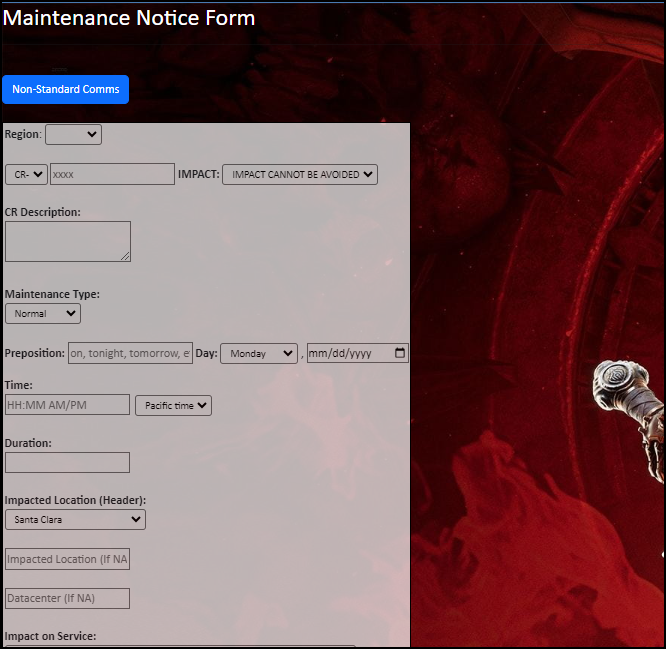 Maintenance Notice Form
Non-Standard Comms
Region:
CR- xxxx IMPACT: IMPACT CANNOT BE AVOIDED
CR Description:
Maintenance Type:
Normal
Preposition: on, tonight, tomorrow, e Day: Monday , mm/dd/yyyy
Time:
HH:MM AM/PM Pacific time
Duration:
Impacted Location (Header):
Santa Clara
Impacted Location (If NA
Datacenter (If NA)
Impact on Service: